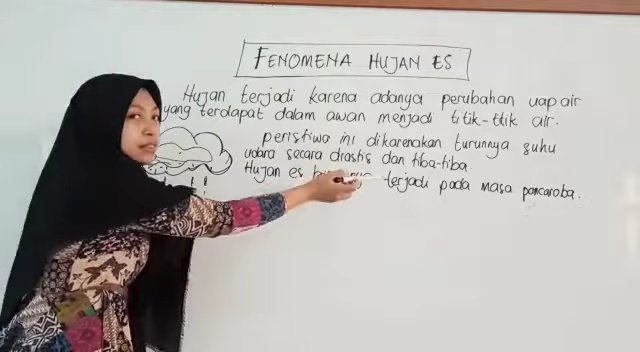 FENOMENA HUJAN ES
Hujan terjadi karena adanya perubahan uap air
yang terdapat dalam awan menjadi titik-titik air.
peristiwa ini dikarenakan turunnya suhu
udara secara drastis dan tiba-tiba.
Hujan es terjadi pada masa pancaroba.